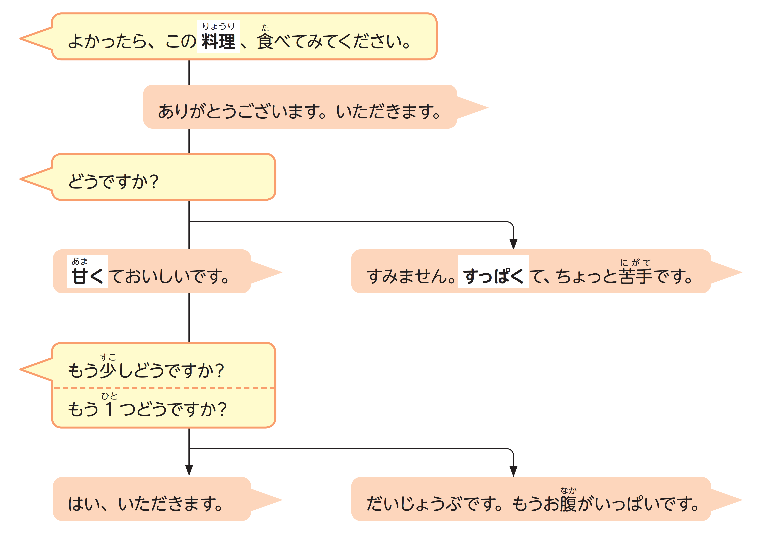 よかったら、この料理、食べてみてください。
ありがとうございます。いただきます。
どうですか？
甘くておいしいです。
すみません。すっぱくて、ちょっと苦手です。
もう少しどうですか？
もう1つどうですか？
はい、いただきます。
だいじょうぶです。もうお腹がいっぱいです。